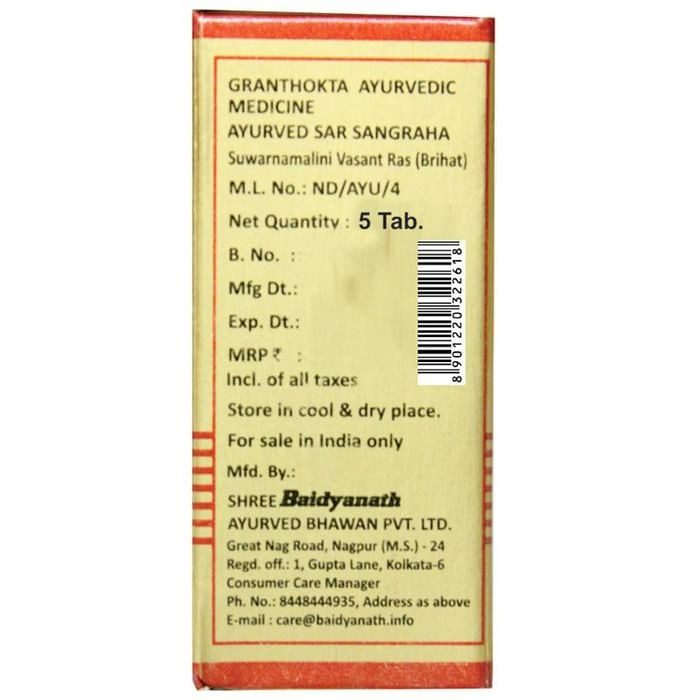 GRANTHOKTA AYURVEDIC
MEDICINE
AYURVED SAR SANGRAHA
Suwarnamalini Vasant Ras (Brihat)
M.L. No.: ND/AYU/4
Net Quantity : 5 Tab.
B. No. :
Mfg Dt.:
Exp. Dt.:
MRP ₹ :
Incl. of all taxes
Store in cool & dry place.
For sale in India only
Mfd. By.:
SHREE Baidyanath
AYURVED BHAWAN PVT. LTD.
Great Nag Road, Nagpur (M.S.) - 24
Regd. off.: 1, Gupta Lane, Kolkata-6
Consumer Care Manager
Ph. No.: 8448444935, Address as above
E-mail : care@baidyanath.info
8 901220 322618